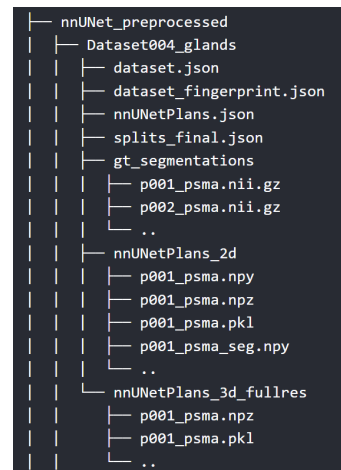 ├── nnUNet_preprocessed
│   ├── Dataset004_glands
│   │   ├── dataset.json
│   │   ├── dataset_fingerprint.json
│   │   ├── nnUNetPlans.json
│   │   ├── splits_final.json
│   │   ├── gt_segmentations
│   │   │   ├── p001_psma.nii.gz
│   │   │   ├── p002_psma.nii.gz
│   │   │   └── ..
│   │   ├── nnUNetPlans_2d
│   │   │   ├── p001_psma.npy
│   │   │   ├── p001_psma.npz
│   │   │   ├── p001_psma.pkl
│   │   │   ├── p001_psma_seg.npy
│   │   │   └── ..
│   │   └── nnUNetPlans_3d_fullres
│   │       ├── p001_psma.npz
│   │       ├── p001_psma.pkl
│   │       └── ..